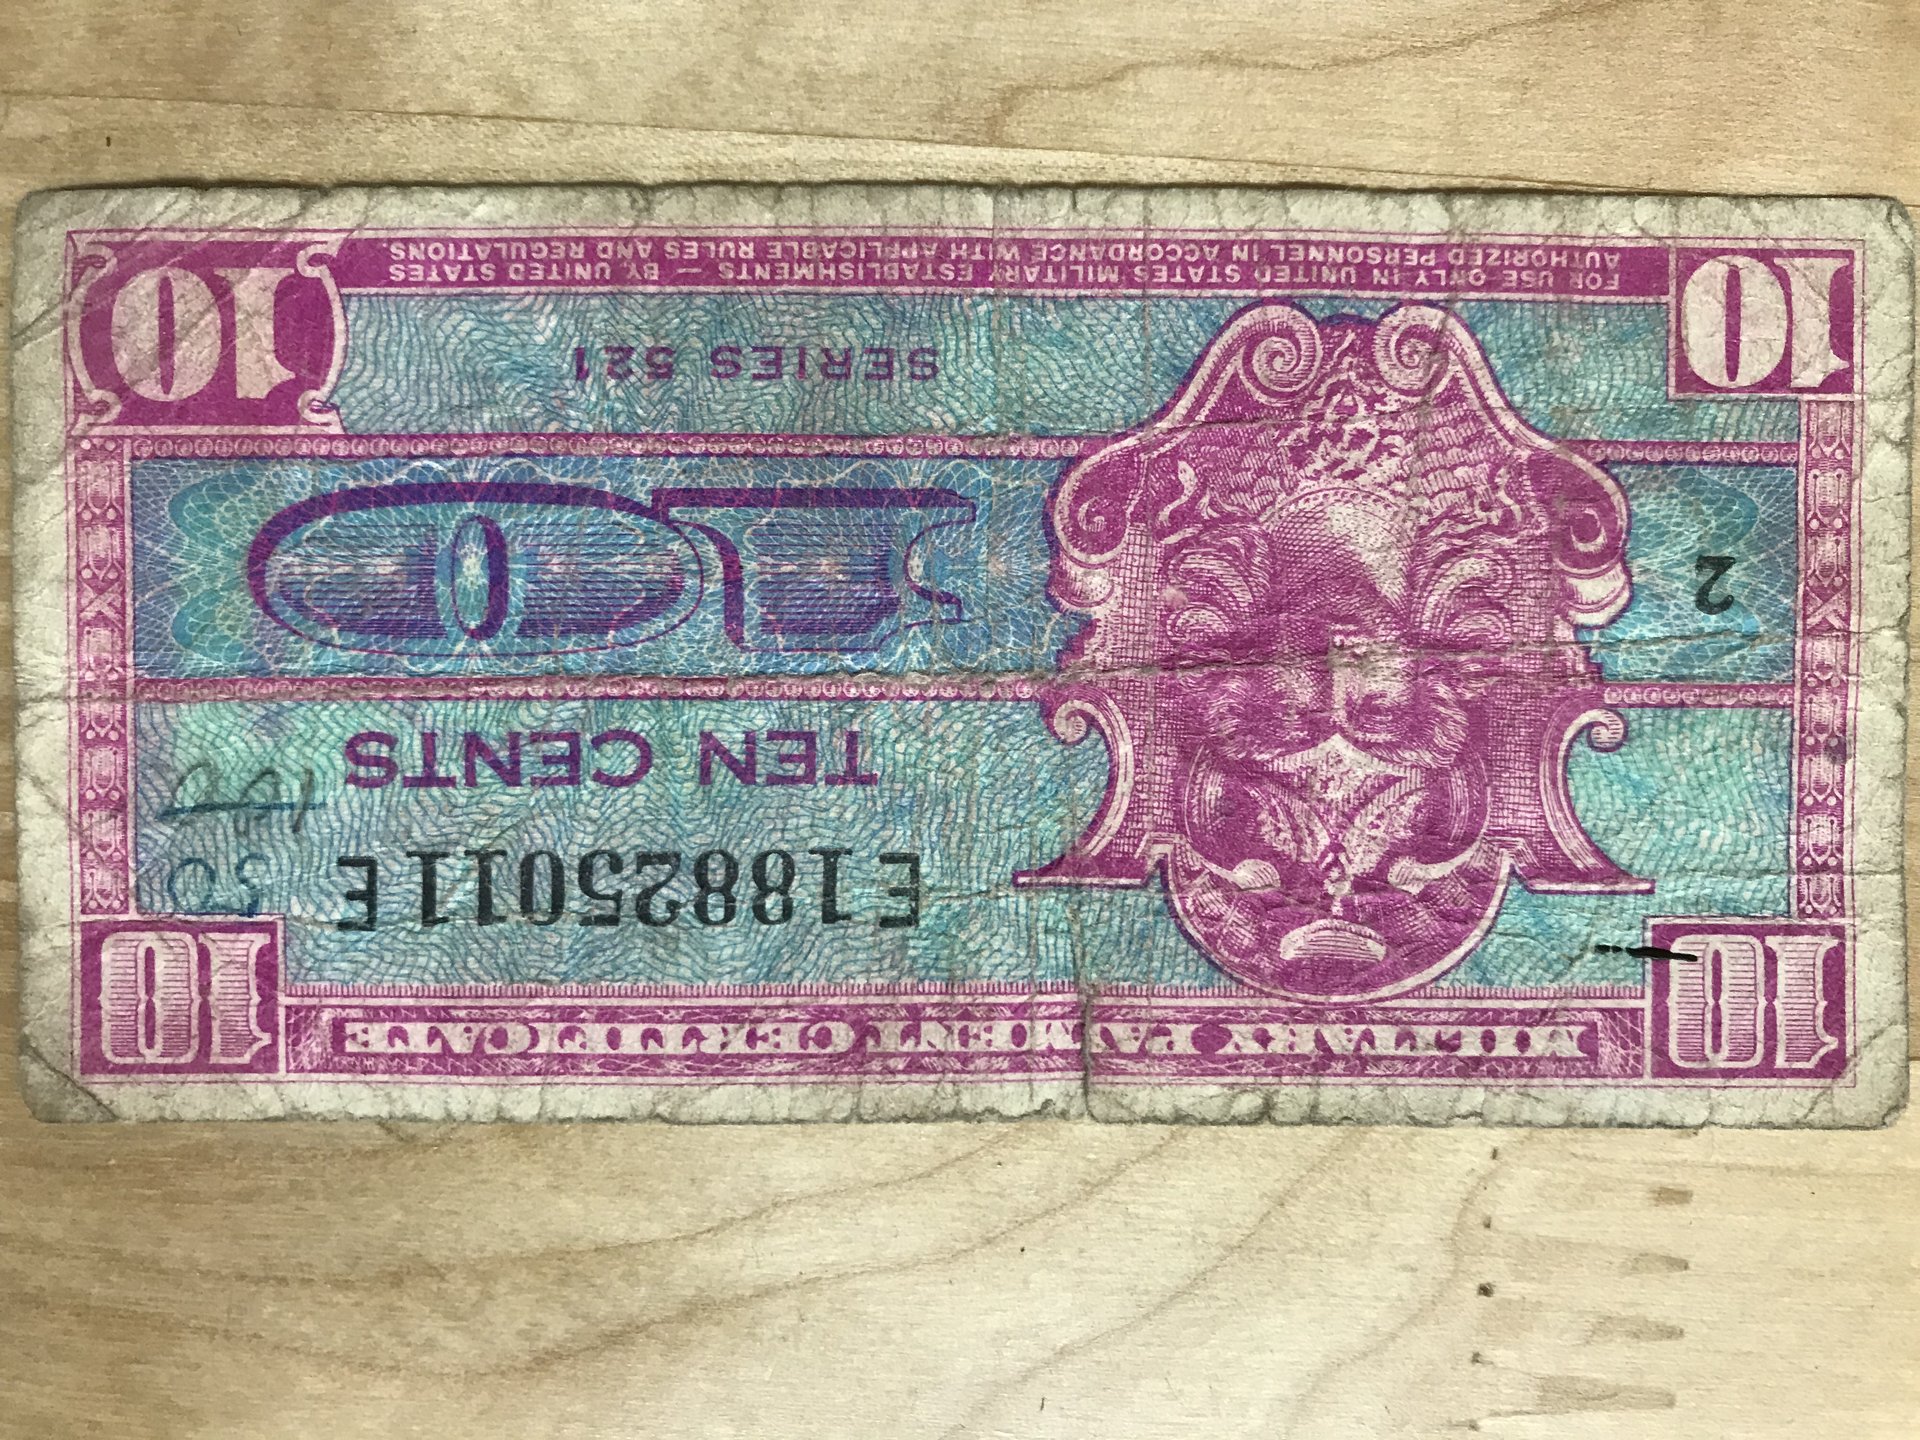 10 MILITARY PAYMENT CERTIFICATE 10
E18825011E
TEN CENTS
2
10
SERIES 521
10 FOR USE ONLY IN UNITED STATES MILITARY ESTABLISHMENTS — BY UNITED STATES 10
AUTHORIZED PERSONNEL IN ACCORDANCE WITH APPLICABLE RULES AND REGULATIONS.